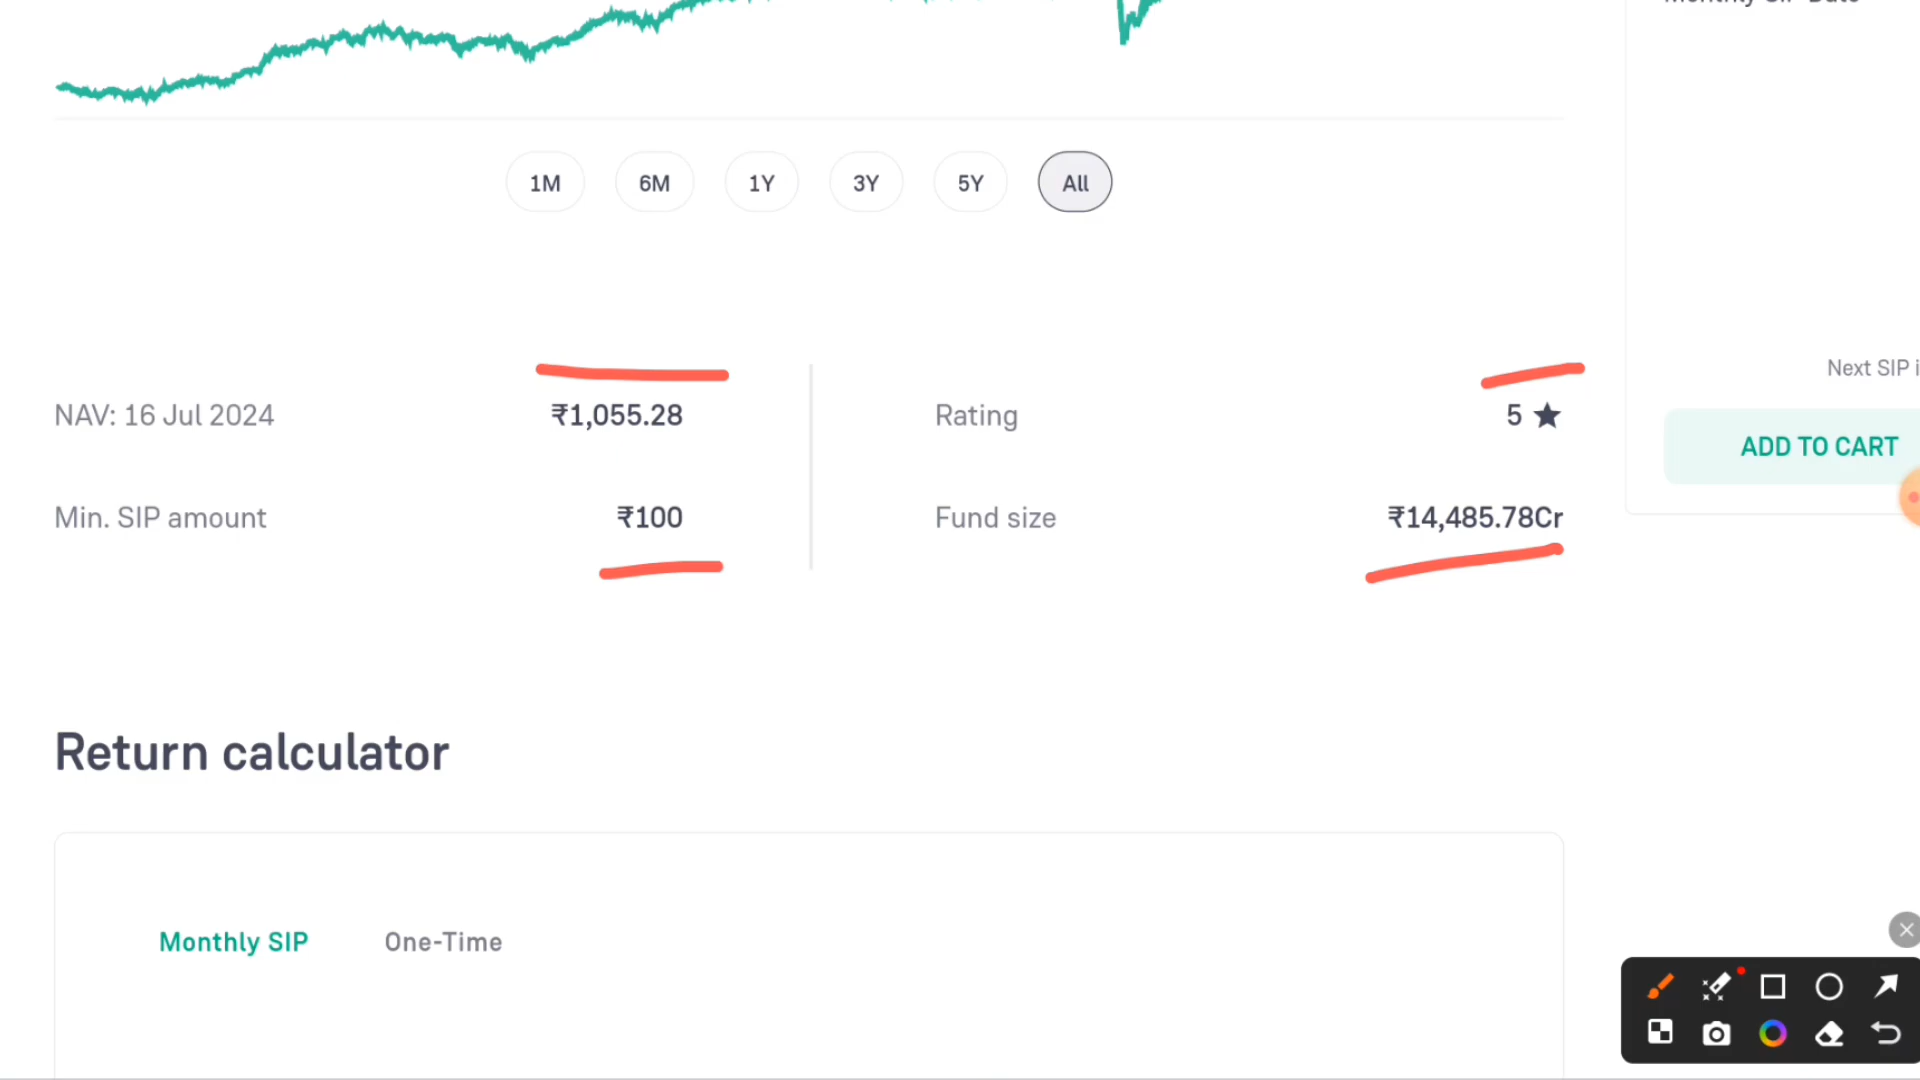 1M 6M 1Y 3Y 5Y All
NAV: 16 Jul 2024 ₹1,055.28
Rating 5 ★
Min. SIP amount ₹100
Fund size ₹14,485.78Cr
Next SIP i
ADD TO CART
Return calculator
Monthly SIP One-Time